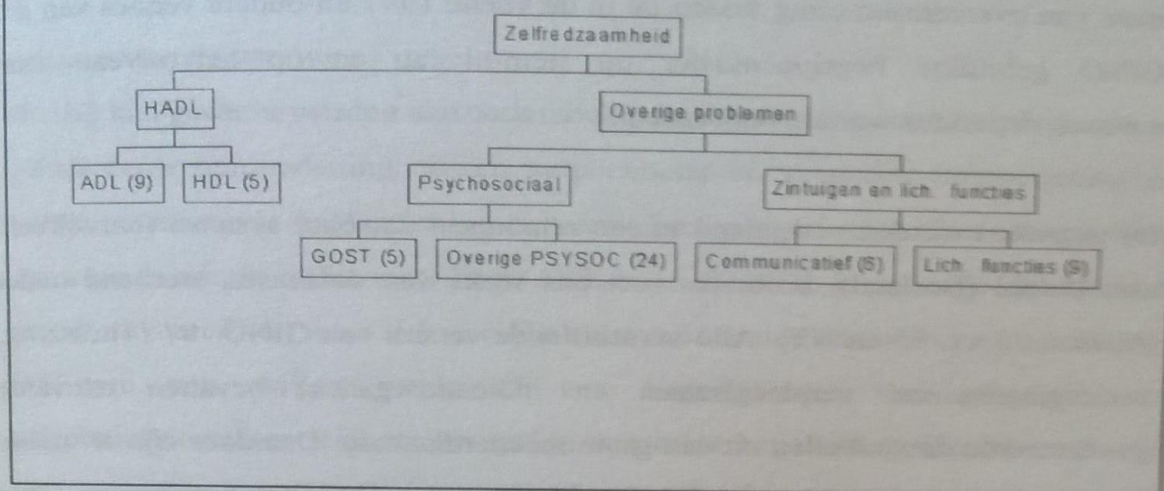 Zelfredzaamheid
HADL
Overige problemen
ADL (9)
HDL (5)
Psychosociaal
Zintuigen en lich. functies
GOST (5)
Overige PSYSOC (24)
Communicatief
Lich. functies (9)